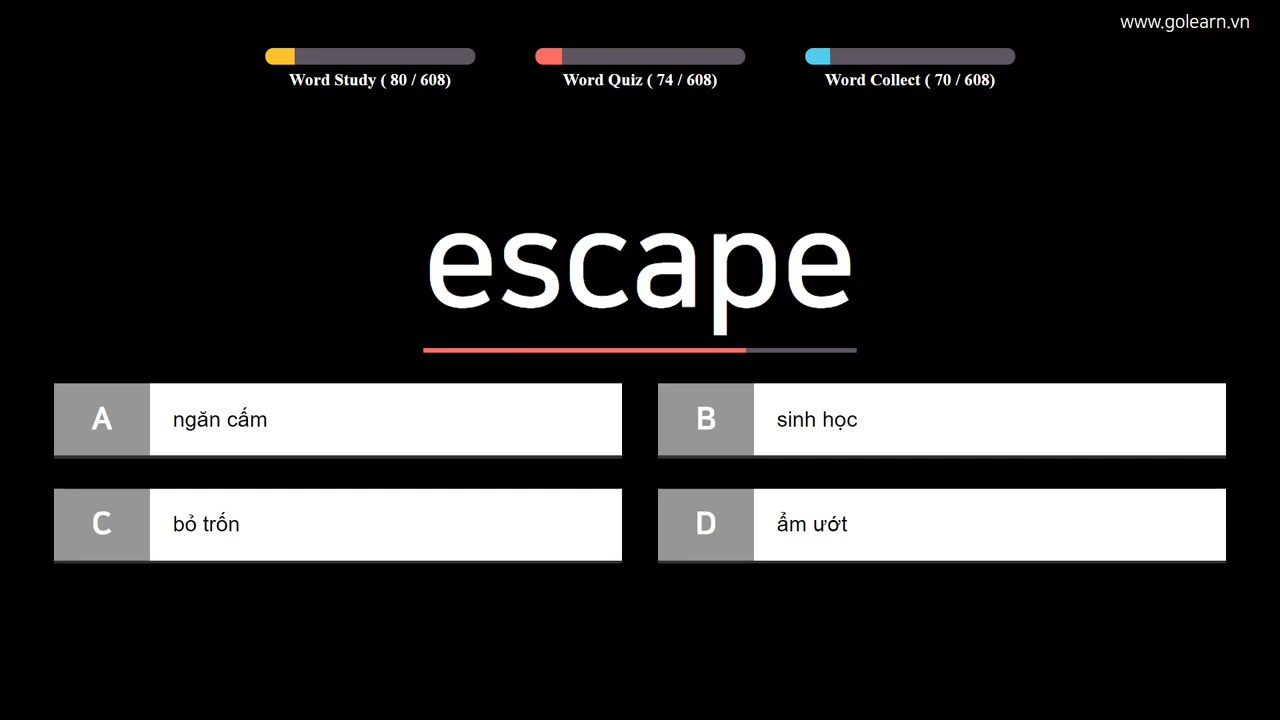 www.golearn.vn
Word Study ( 80 / 608)
Word Quiz ( 74 / 608)
Word Collect ( 70 / 608)
escape
A ngăn cấm
B sinh học
C bỏ trốn
D ẩm ướt